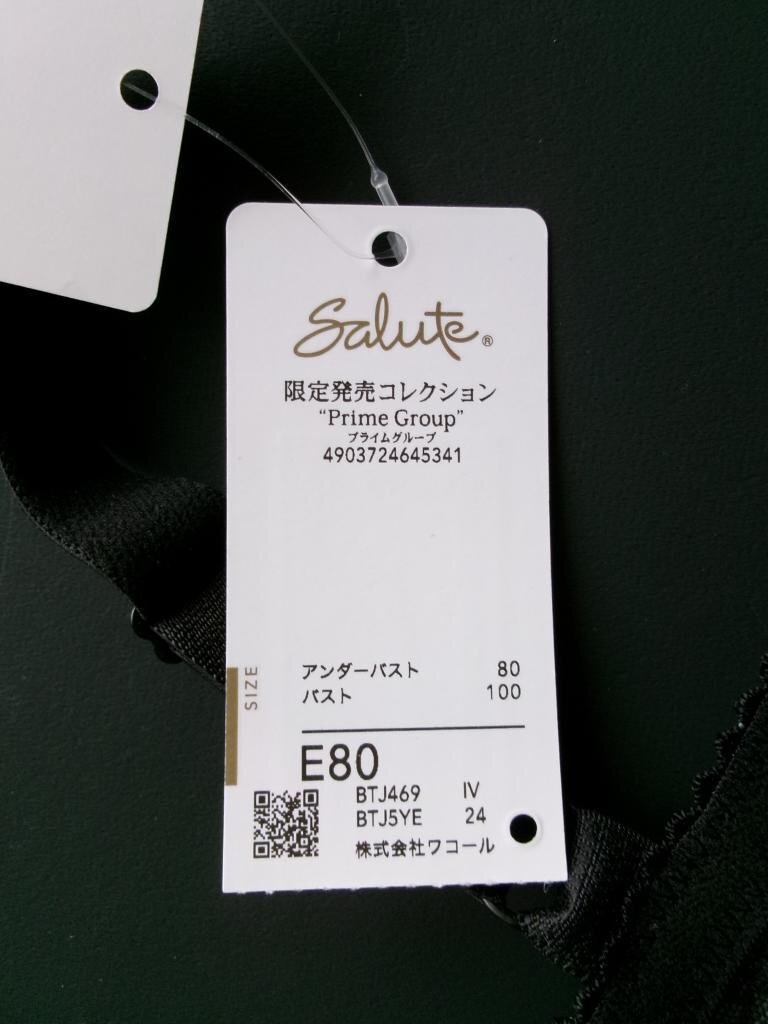 Salute®
限定発売コレクション
“Prime Group”
プライムグループ
4903724645341
SIZE
アンダーバスト 80
バスト 100
E80
BTJ469 IV
BTJ5YE 24
株式会社ワコール